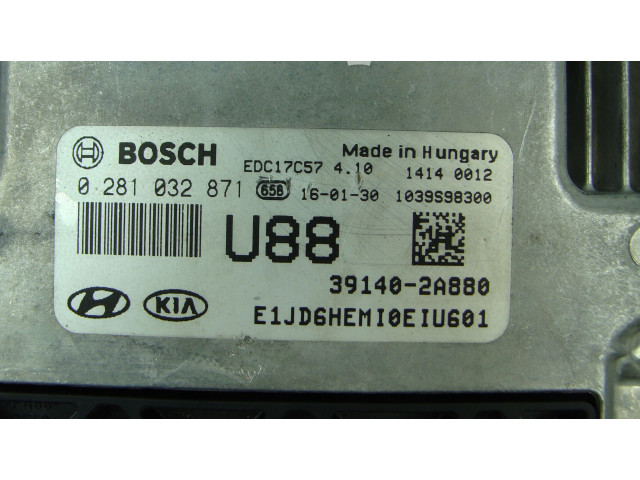 BOSCH EDC17C57 4.10 Made in Hungary
1414 0012
0 281 032 871 658 16-01-30 1039S98300
U88
39140-2A880
KIA
E1JD6HEMI0EIU601